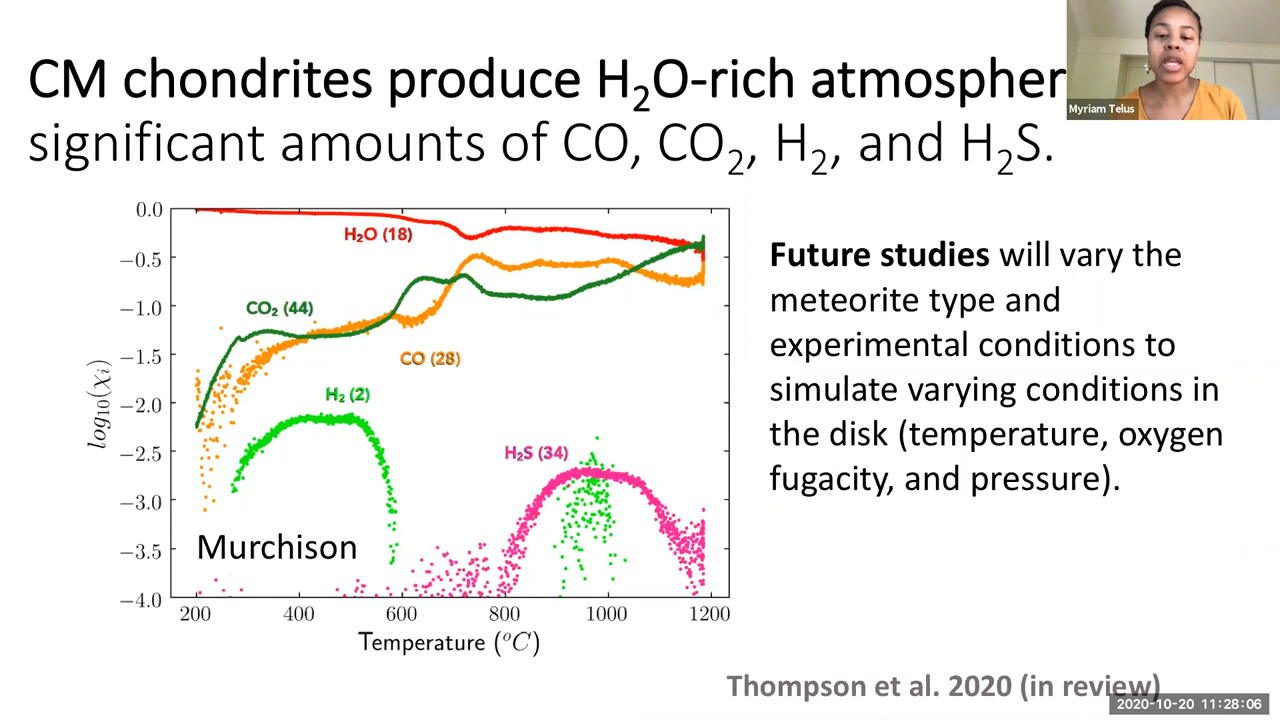 CM chondrites produce H₂O-rich atmospher
significant amounts of CO, CO₂, H₂, and H₂S.
Myriam Telus
0.0
−0.5
−1.0
−1.5
−2.0
−2.5
−3.0
−3.5
−4.0
log₁₀(χᵢ)
H₂O (18)
CO₂ (44)
CO (28)
H₂ (2)
H₂S (34)
Murchison
200 400 600 800 1000 1200
Temperature (°C)
Future studies will vary the
meteorite type and
experimental conditions to
simulate varying conditions in
the disk (temperature, oxygen
fugacity, and pressure).
Thompson et al. 2020 (in review)
2020-10-20 11:28:06